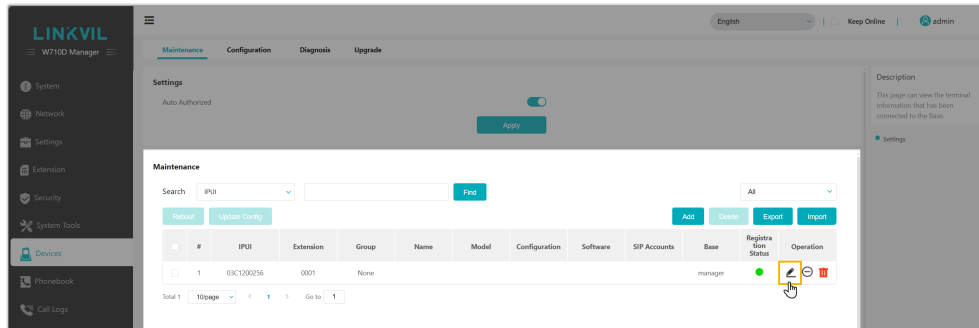 LINKVIL
W710D Manager
English
Keep Online
admin
Maintenance Configuration Diagnosis Upgrade
System
Network
Settings
Extension
Security
System Tools
Devices
Phonebook
Call Logs
Settings
Auto Authorized
Apply
Description
This page can view the terminal
information that has been
connected to the Base.
Settings
Maintenance
Search IPUI Find All
Reboot Update Config Add Delete Export Import
# IPUI Extension Group Name Model Configuration Software SIP Accounts Base Registra
tion
Status Operation
1 03C1200256 0001 None manager
Total 1 10/page < 1 > Go to 1